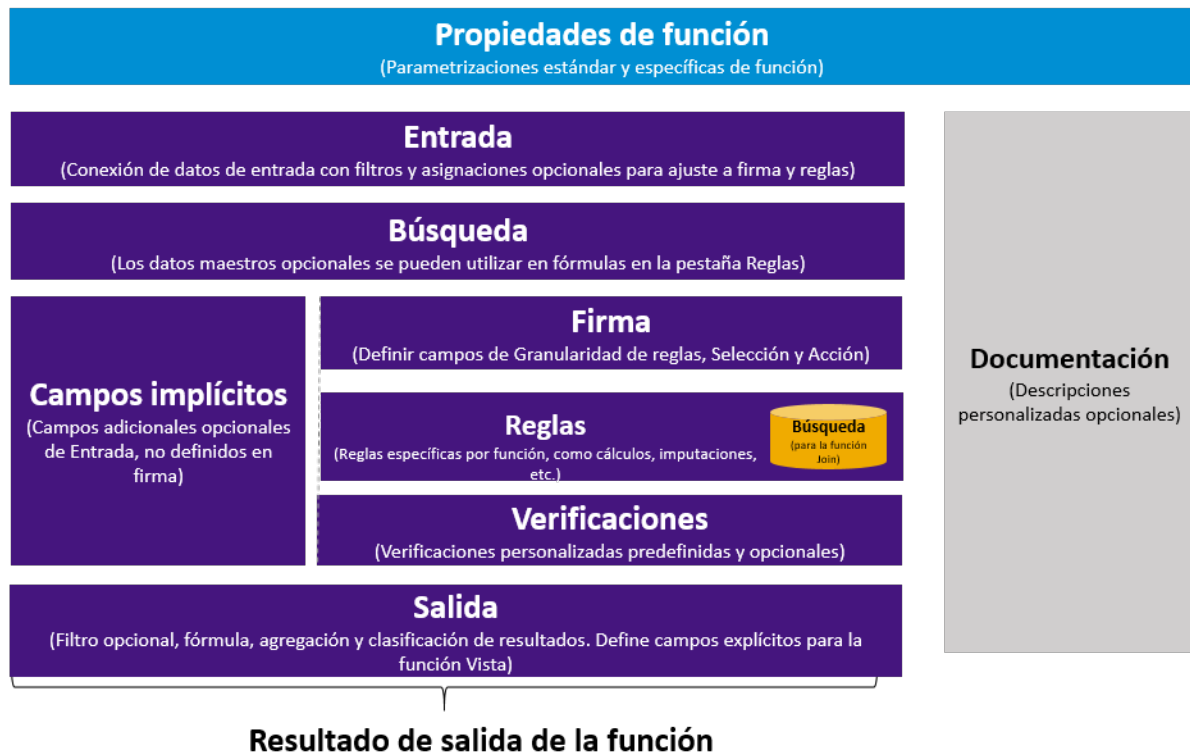 Propiedades de función
(Parametrizaciones estándar y específicas de función)
Entrada
(Conexión de datos de entrada con filtros y asignaciones opcionales para ajuste a firma y reglas)
Búsqueda
(Los datos maestros opcionales se pueden utilizar en fórmulas en la pestaña Reglas)
Campos implícitos
(Campos adicionales opcionales
de Entrada, no definidos en
firma)
Firma
(Definir campos de Granularidad de reglas, Selección y Acción)
Reglas
(Reglas específicas por función, como cálculos, imputaciones,
etc.)
Búsqueda
(para la función
Join)
Verificaciones
(Verificaciones personalizadas predefinidas y opcionales)
Salida
(Filtro opcional, fórmula, agregación y clasificación de resultados. Define campos explícitos para la
función Vista)
Documentación
(Descripciones
personalizadas opcionales)
Resultado de salida de la función